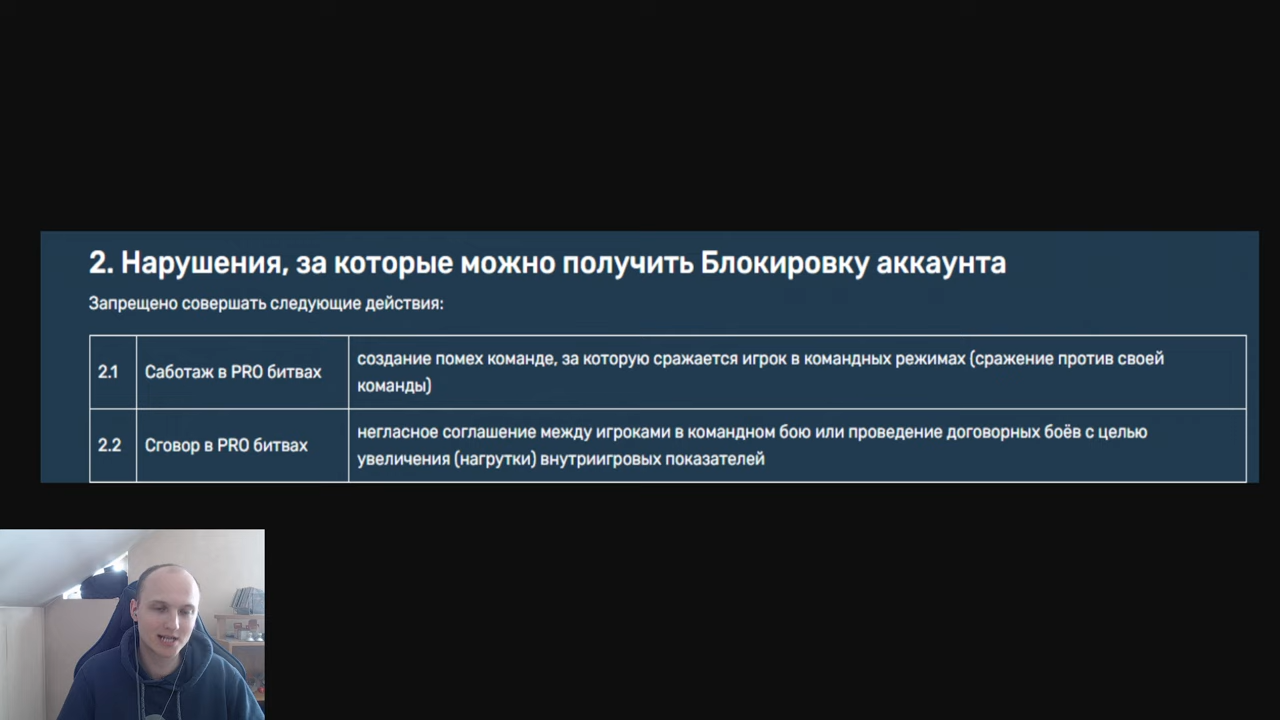 2. Нарушения, за которые можно получить Блокировку аккаунта
Запрещено совершать следующие действия:
2.1 Саботаж в PRO битвах создание помех команде, за которую сражается игрок в командных режимах (сражение против своей
команды)
2.2 Сговор в PRO битвах негласное соглашение между игроками в командном бою или проведение договорных боёв с целью
увеличения (нагрутки) внутриигровых показателей